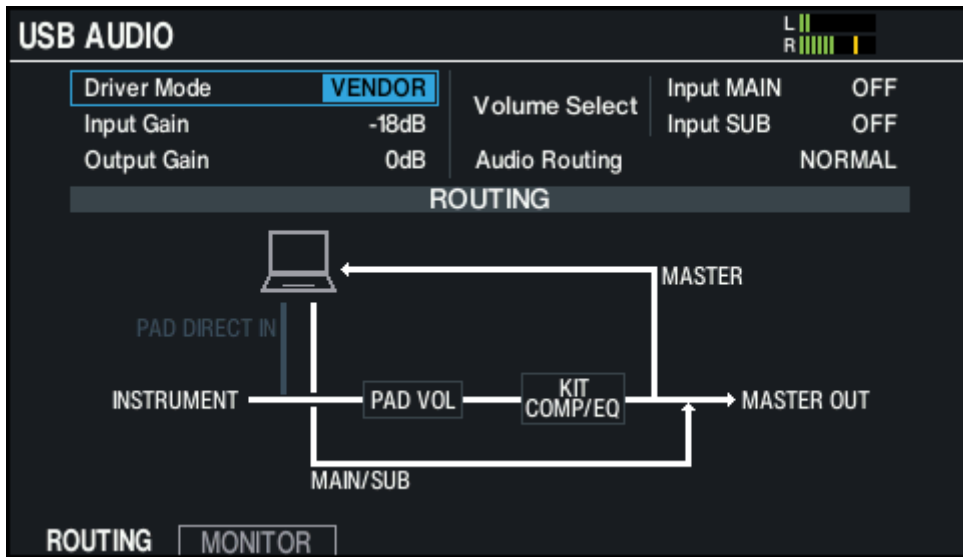 USB AUDIO
L
R
Driver Mode VENDOR
Input Gain -18dB
Output Gain 0dB
Volume Select
Input MAIN OFF
Input SUB OFF
Audio Routing NORMAL
ROUTING
MASTER
PAD DIRECT IN
INSTRUMENT
PAD VOL
KIT
COMP/EQ
MASTER OUT
MAIN/SUB
ROUTING MONITOR